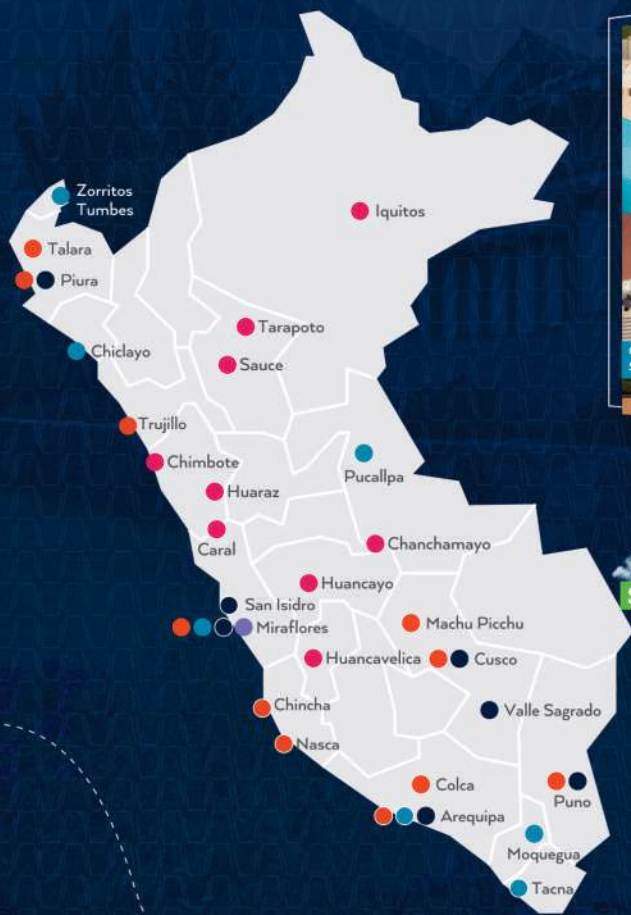 Zorritos
Tumbes
Iquitos
Talara
Piura
Tarapoto
Chiclayo
Sauce
Trujillo
Chimbote
Pucallpa
Huaraz
Caral
Chanchamayo
Huancayo
San Isidro
Miraflores
Machu Picchu
Huancavelica
Cusco
Chincha
Valle Sagrado
Nasca
Colca
Puno
Arequipa
Moquegua
Tacna